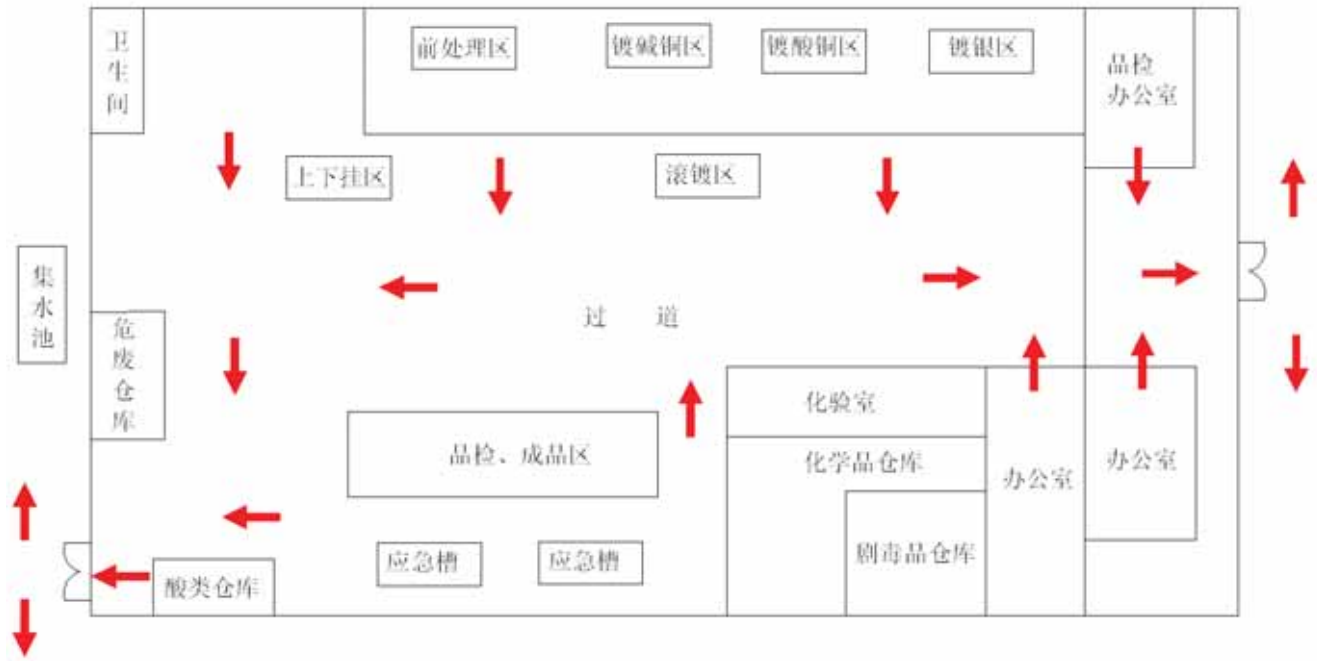 卫生间
前处理区
镀碱铜区
镀酸铜区
镀银区
品检
办公室
上下挂区
滚镀区
集水池
危废仓库
过 道
化验室
品检、成品区
化学品仓库
办公室
办公室
剧毒品仓库
应急槽
应急槽
酸类仓库